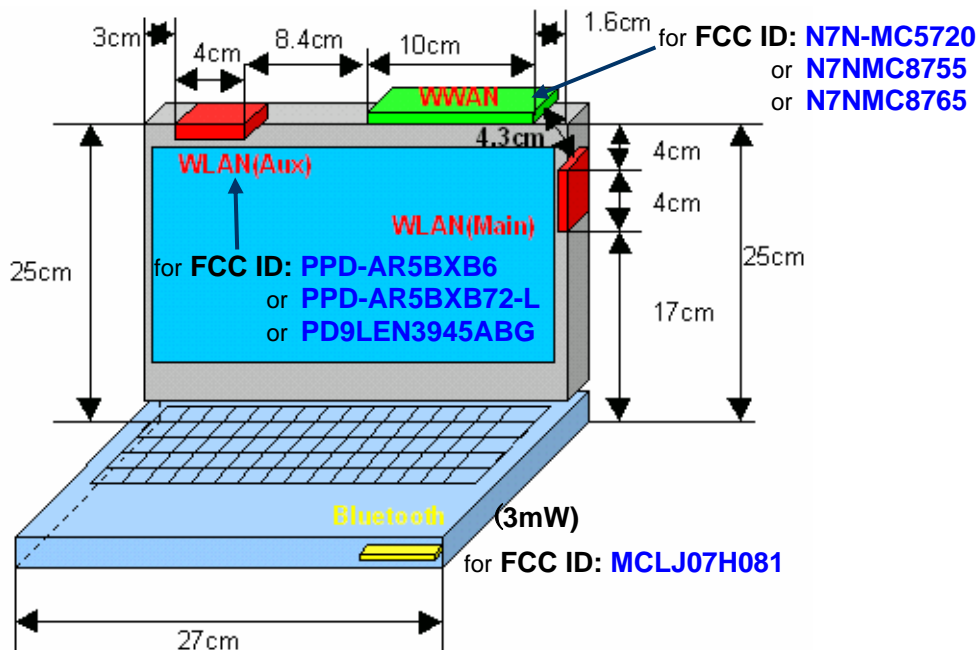 3cm
4cm
8.4cm
10cm
1.6cm
for FCC ID: N7N-MC5720
or N7NMC8755
or N7NMC8765
WWAN
4.3cm
WLAN(Aux)
4cm
4cm
WLAN(Main)
25cm
25cm
for FCC ID: PPD-AR5BXB6
or PPD-AR5BXB72-L
or PD9LEN3945ABG
17cm
Bluetooth (3mW)
for FCC ID: MCLJ07H081
27cm